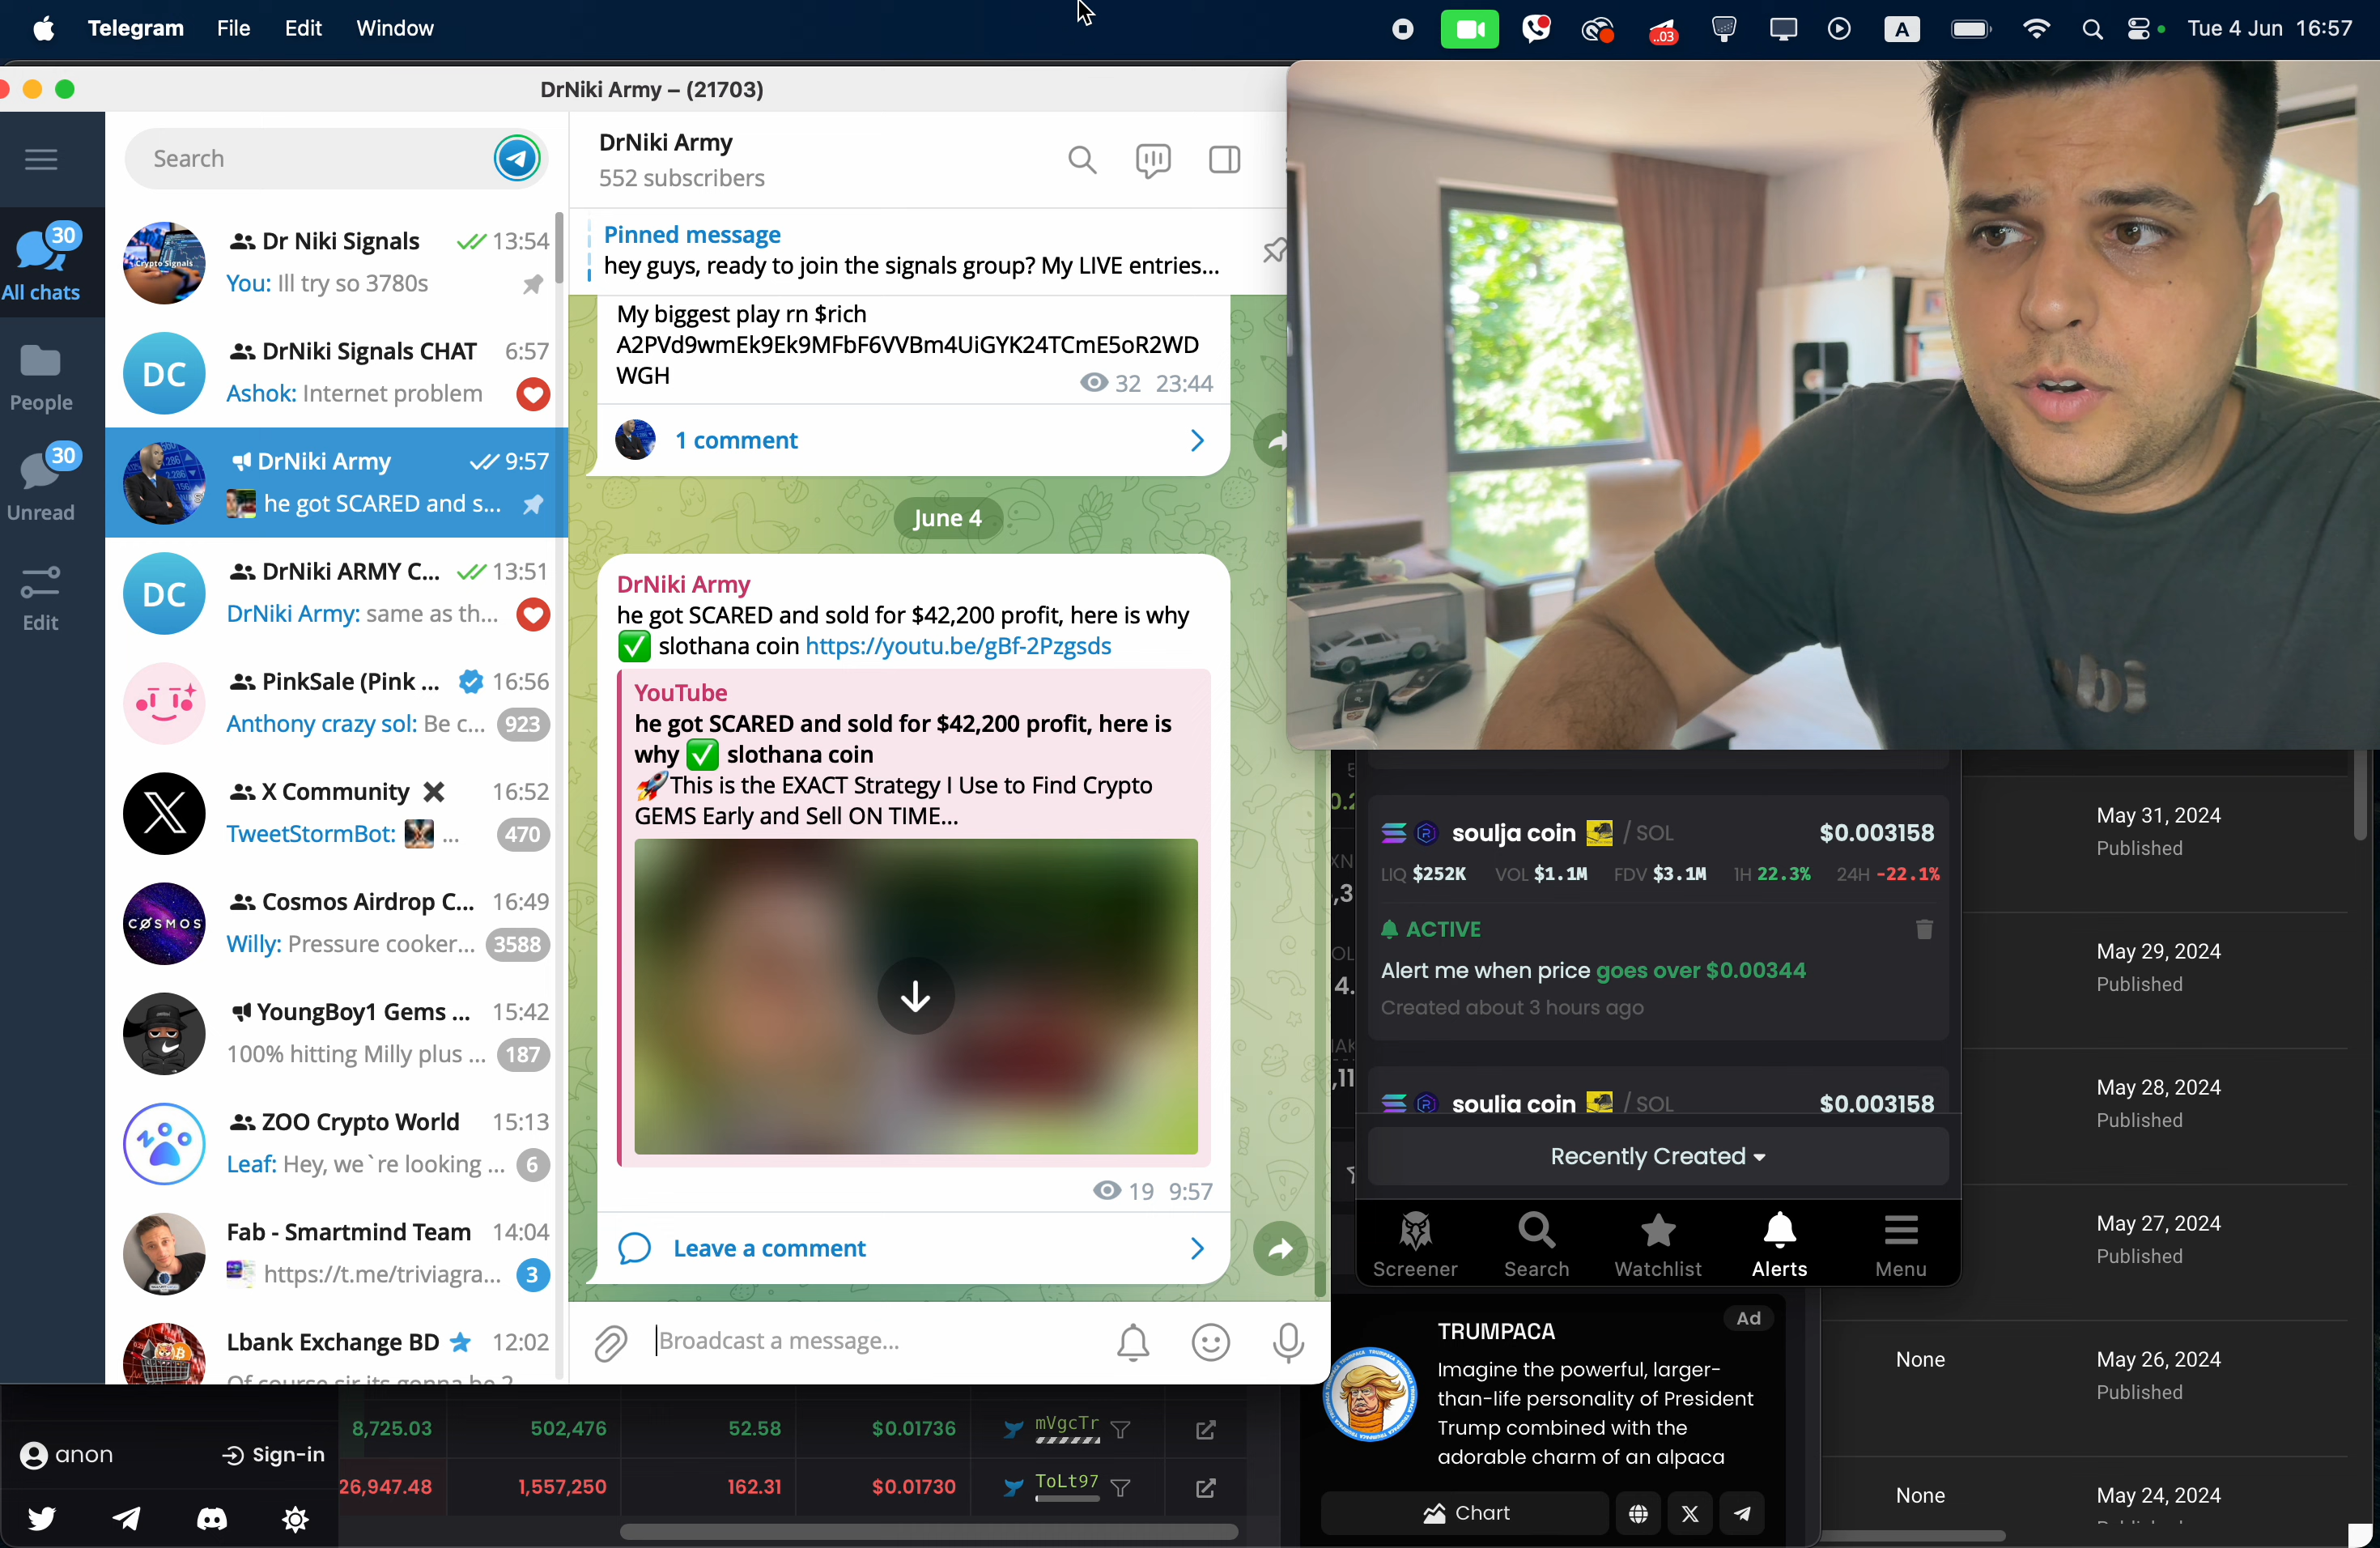 Telegram File Edit Window
..03
A
Tue 4 Jun 16:57
DrNiki Army – (21703)
Search
30
All chats
People
30
Unread
Edit
Dr Niki Signals 13:54
You: Ill try so 3780s
Crypto Signals
DC
DrNiki Signals CHAT 6:57
Ashok: Internet problem
DrNiki Army 9:57
he got SCARED and s...
DC
DrNiki ARMY C... 13:51
DrNiki Army: same as th...
PinkSale (Pink ... 16:56
Anthony crazy sol: Be c... 923
X Community 16:52
TweetStormBot: ... 470
COSMOS
Cosmos Airdrop C... 16:49
Willy: Pressure cooker... 3588
YoungBoy1 Gems ... 15:42
100% hitting Milly plus ... 187
ZOO
ZOO Crypto World 15:13
Leaf: Hey, we`re looking ... 6
Fab - Smartmind Team 14:04
https://t.me/triviagra... 3
Lbank Exchange BD 12:02
DrNiki Army
552 subscribers
Pinned message
hey guys, ready to join the signals group? My LIVE entries...
My biggest play rn $rich
A2PVd9wmEk9Ek9MFbF6VVBm4UiGYK24TCmE5oR2WD
WGH
32 23:44
1 comment
June 4
DrNiki Army
he got SCARED and sold for $42,200 profit, here is why
✅ slothana coin https://youtu.be/gBf-2Pzgsds
YouTube
he got SCARED and sold for $42,200 profit, here is
why ✅ slothana coin
🚀This is the EXACT Strategy I Use to Find Crypto
GEMS Early and Sell ON TIME...
19 9:57
Leave a comment
Broadcast a message...
soulja coin / SOL $0.003158
LIQ $252K VOL $1.1M FDV $3.1M 1H 22.3% 24H -22.1%
ACTIVE
Alert me when price goes over $0.00344
Created about 3 hours ago
soulja coin / SOL $0.003158
Recently Created
Screener Search Watchlist Alerts Menu
TRUMPACA Ad
Imagine the powerful, larger-
than-life personality of President
Trump combined with the
adorable charm of an alpaca
Chart
May 31, 2024
Published
May 29, 2024
Published
May 28, 2024
Published
May 27, 2024
Published
None May 26, 2024
Published
None May 24, 2024
8,725.03 502,476 52.58 $0.01736 mVgcTr
26,947.48 1,557,250 162.31 $0.01730 ToLt97
anon Sign-in